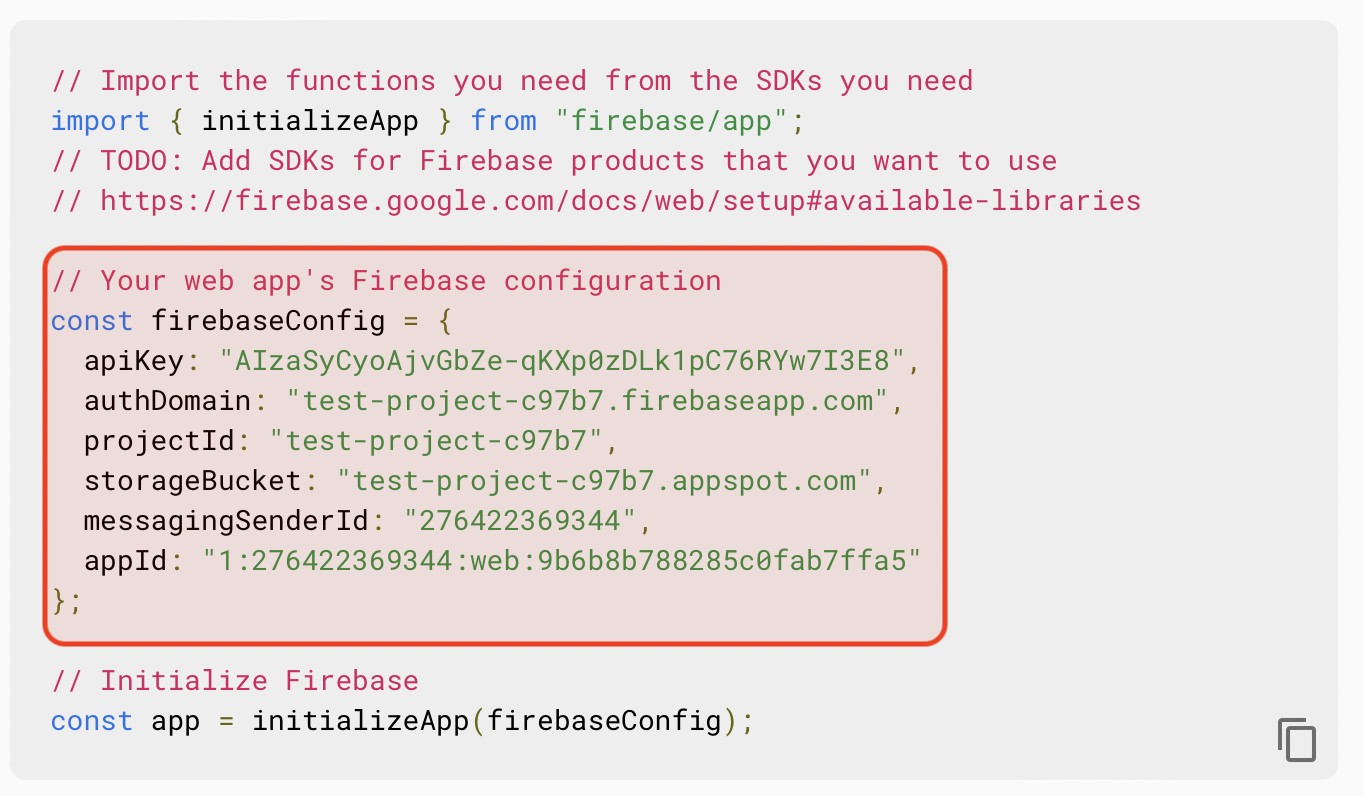 // Import the functions you need from the SDKs you need
import { initializeApp } from "firebase/app";
// TODO: Add SDKs for Firebase products that you want to use
// https://firebase.google.com/docs/web/setup#available-libraries
// Your web app's Firebase configuration
const firebaseConfig = {
  apiKey: "AIzaSyCyoAjvGbZe-qKXp0zDLk1pC76RYw7I3E8",
  authDomain: "test-project-c97b7.firebaseapp.com",
  projectId: "test-project-c97b7",
  storageBucket: "test-project-c97b7.appspot.com",
  messagingSenderId: "276422369344",
  appId: "1:276422369344:web:9b6b8b788285c0fab7ffa5"
};
// Initialize Firebase
const app = initializeApp(firebaseConfig);